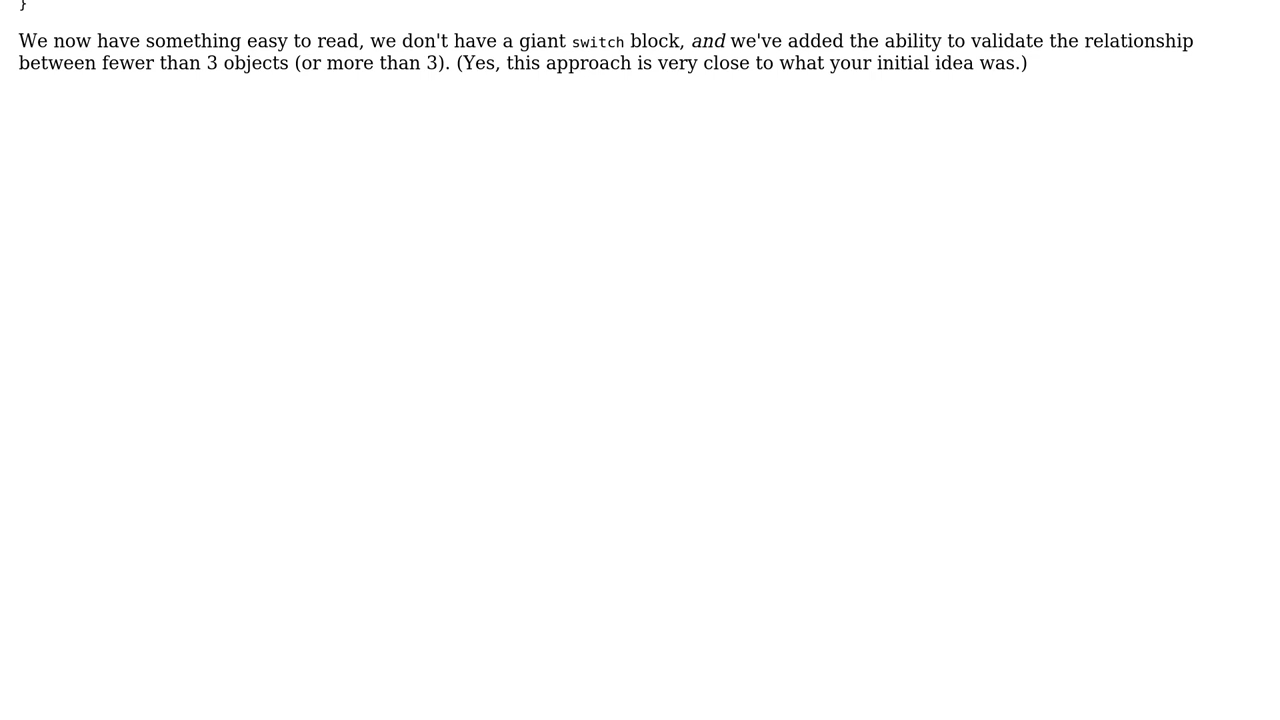 }
We now have something easy to read, we don't have a giant switch block, and we've added the ability to validate the relationship
between fewer than 3 objects (or more than 3). (Yes, this approach is very close to what your initial idea was.)